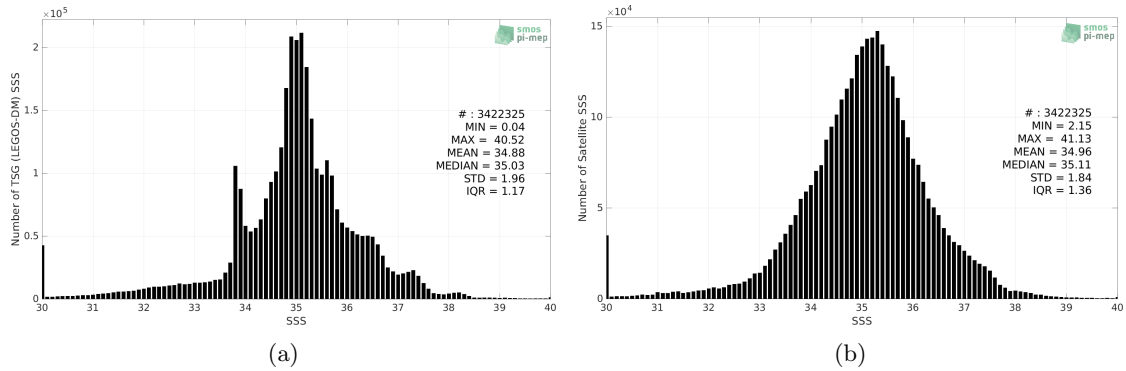 ×10⁵
2
1.5
1
0.5
0
Number of TSG (LEGOS-DM) SSS
smos
pi-mep
# : 3422325
MIN = 0.04
MAX = 40.52
MEAN = 34.88
MEDIAN = 35.03
STD = 1.96
IQR = 1.17
30 31 32 33 34 35 36 37 38 39 40
SSS
(a)
×10⁴
15
10
5
0
Number of Satellite SSS
smos
pi-mep
# : 3422325
MIN = 2.15
MAX = 41.13
MEAN = 34.96
MEDIAN = 35.11
STD = 1.84
IQR = 1.36
30 31 32 33 34 35 36 37 38 39 40
SSS
(b)